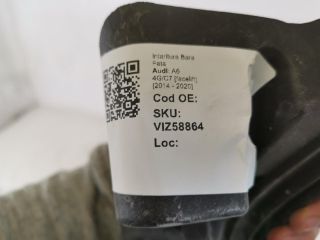 Intaritura Bara
Fata
Audi: A6
4G/C7 [facelift]
[2014 - 2020]
Cod OE:
SKU:
VIZ58864
Loc: